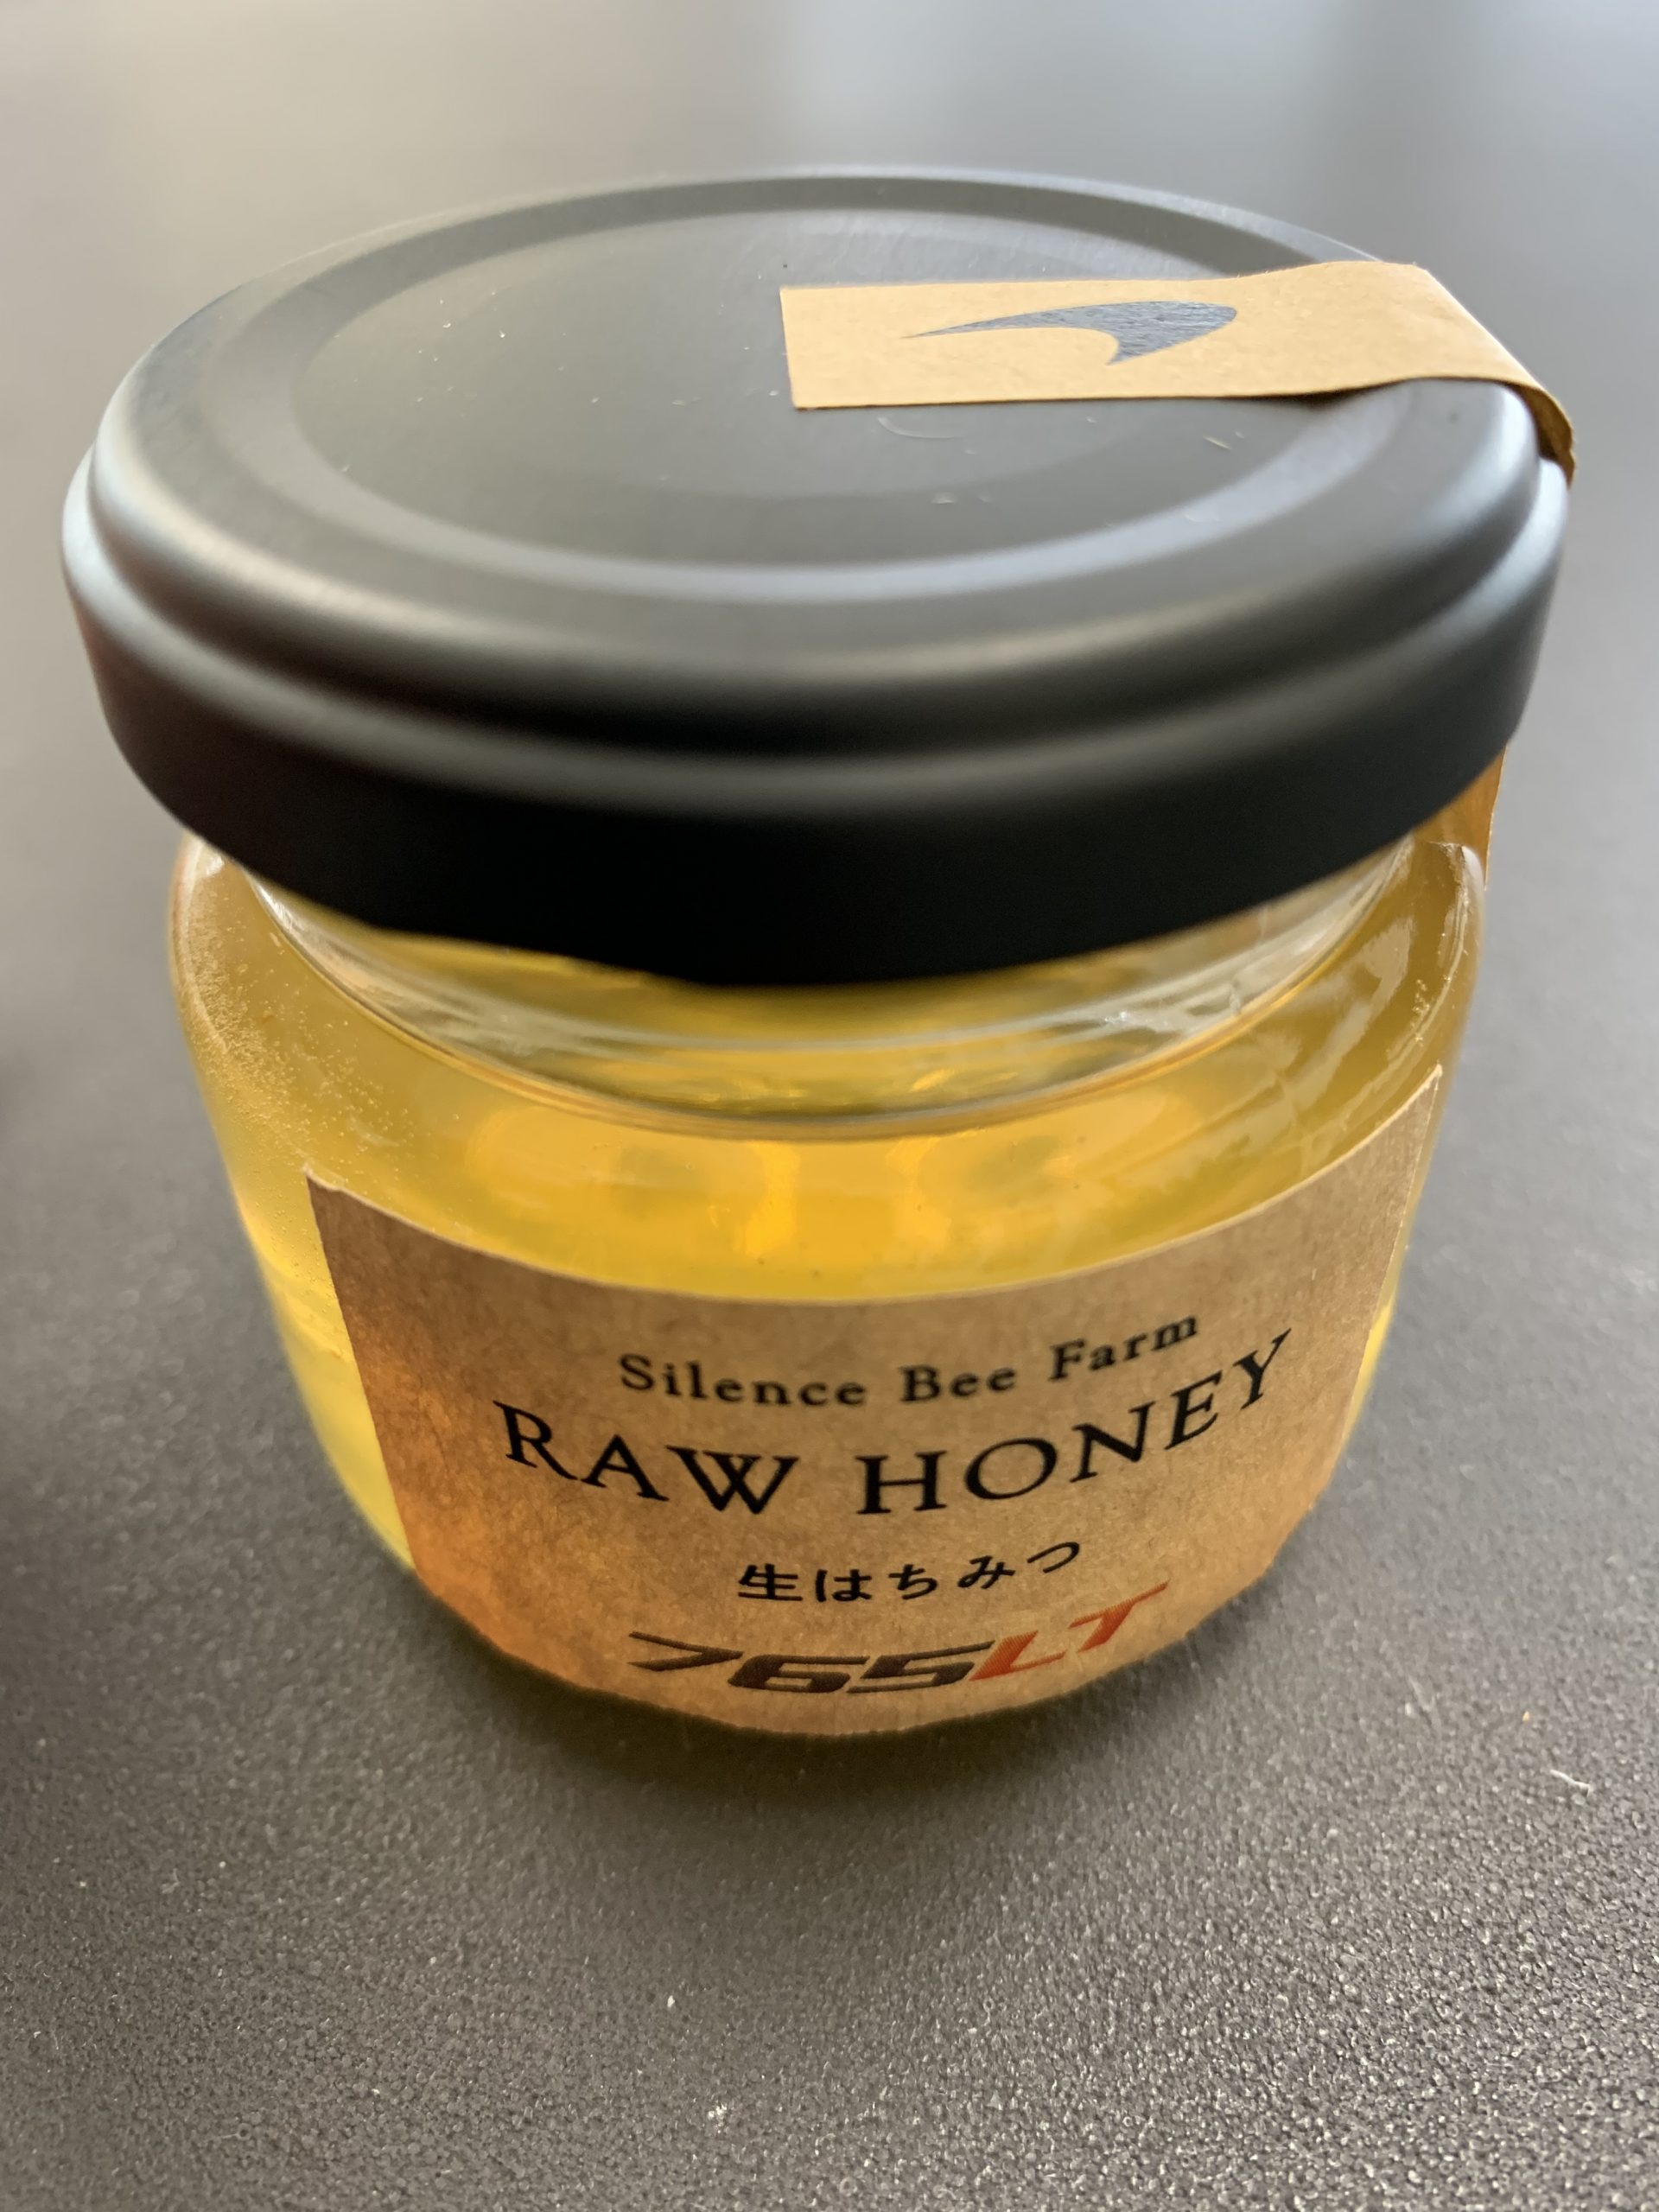 Silence Bee Farm
RAW HONEY
生はちみつ
765LT